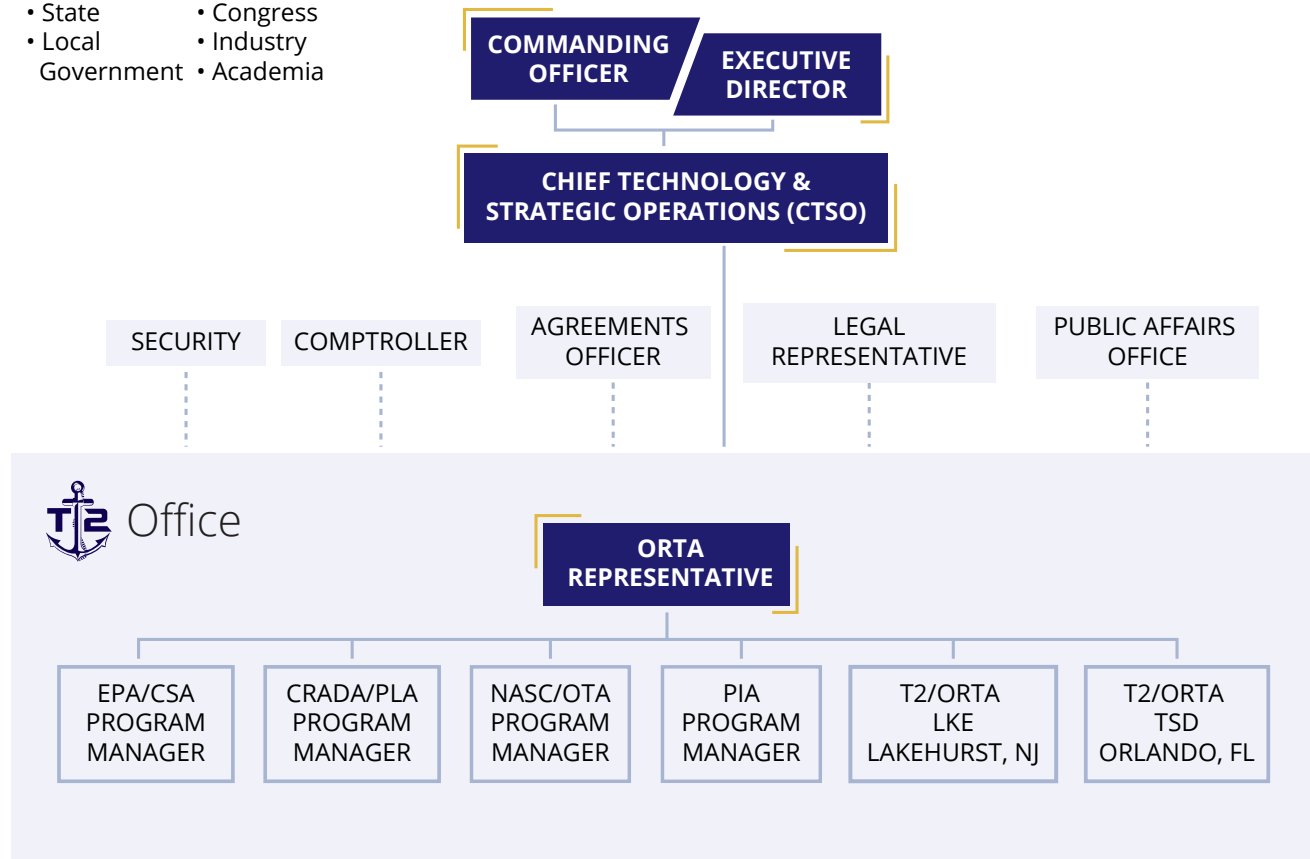 • State
• Local
Government
• Congress
• Industry
• Academia
COMMANDING
OFFICER
EXECUTIVE
DIRECTOR
CHIEF TECHNOLOGY &
STRATEGIC OPERATIONS (CTSO)
SECURITY
COMPTROLLER
AGREEMENTS
OFFICER
LEGAL
REPRESENTATIVE
PUBLIC AFFAIRS
OFFICE
T2 Office
ORTA
REPRESENTATIVE
EPA/CSA
PROGRAM
MANAGER
CRADA/PLA
PROGRAM
MANAGER
NASC/OTA
PROGRAM
MANAGER
PIA
PROGRAM
MANAGER
T2/ORTA
LKE
LAKEHURST, NJ
T2/ORTA
TSD
ORLANDO, FL